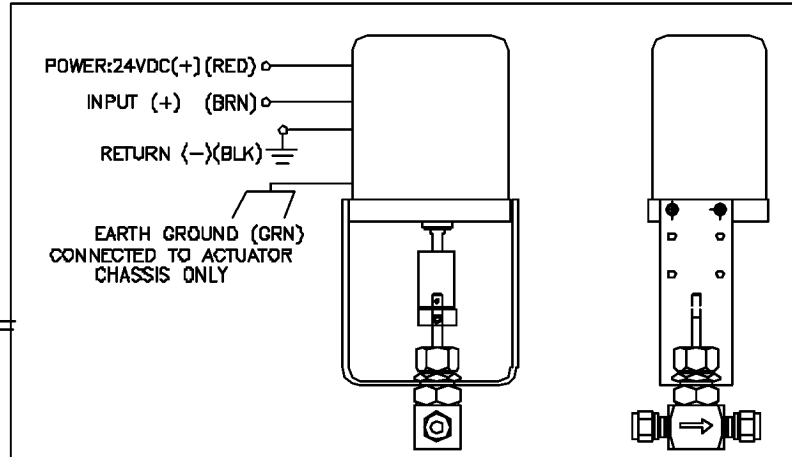 POWER:24VDC(+)(RED)
INPUT (+) (BRN)
RETURN (-)(BLK)
EARTH GROUND (GRN)
CONNECTED TO ACTUATOR
CHASSIS ONLY